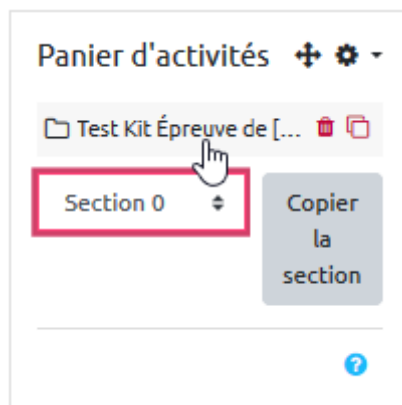 Panier d'activités
Test Kit Épreuve de [...
Section 0
Copier
la
section
?